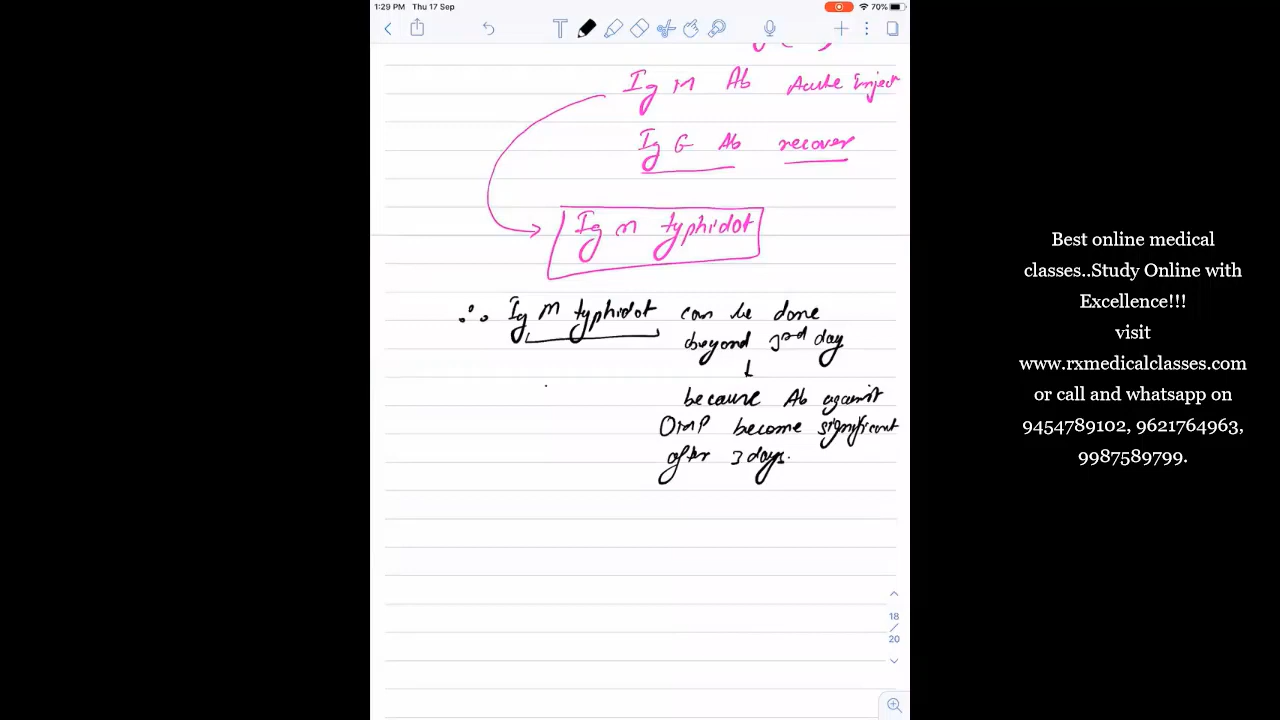 1:29 PM Thu 17 Sep
70%
Ig M Ab Acute infect
Ig G Ab recover
Ig M typhidot
∴ Ig M typhidot can be done
beyond 3rd day
↓
because Ab against
OMP become significant
after 3 days.
18
/
20
Best online medical
classes..Study Online with
Excellence!!!
visit
www.rxmedicalclasses.com
or call and whatsapp on
9454789102, 9621764963,
9987589799.